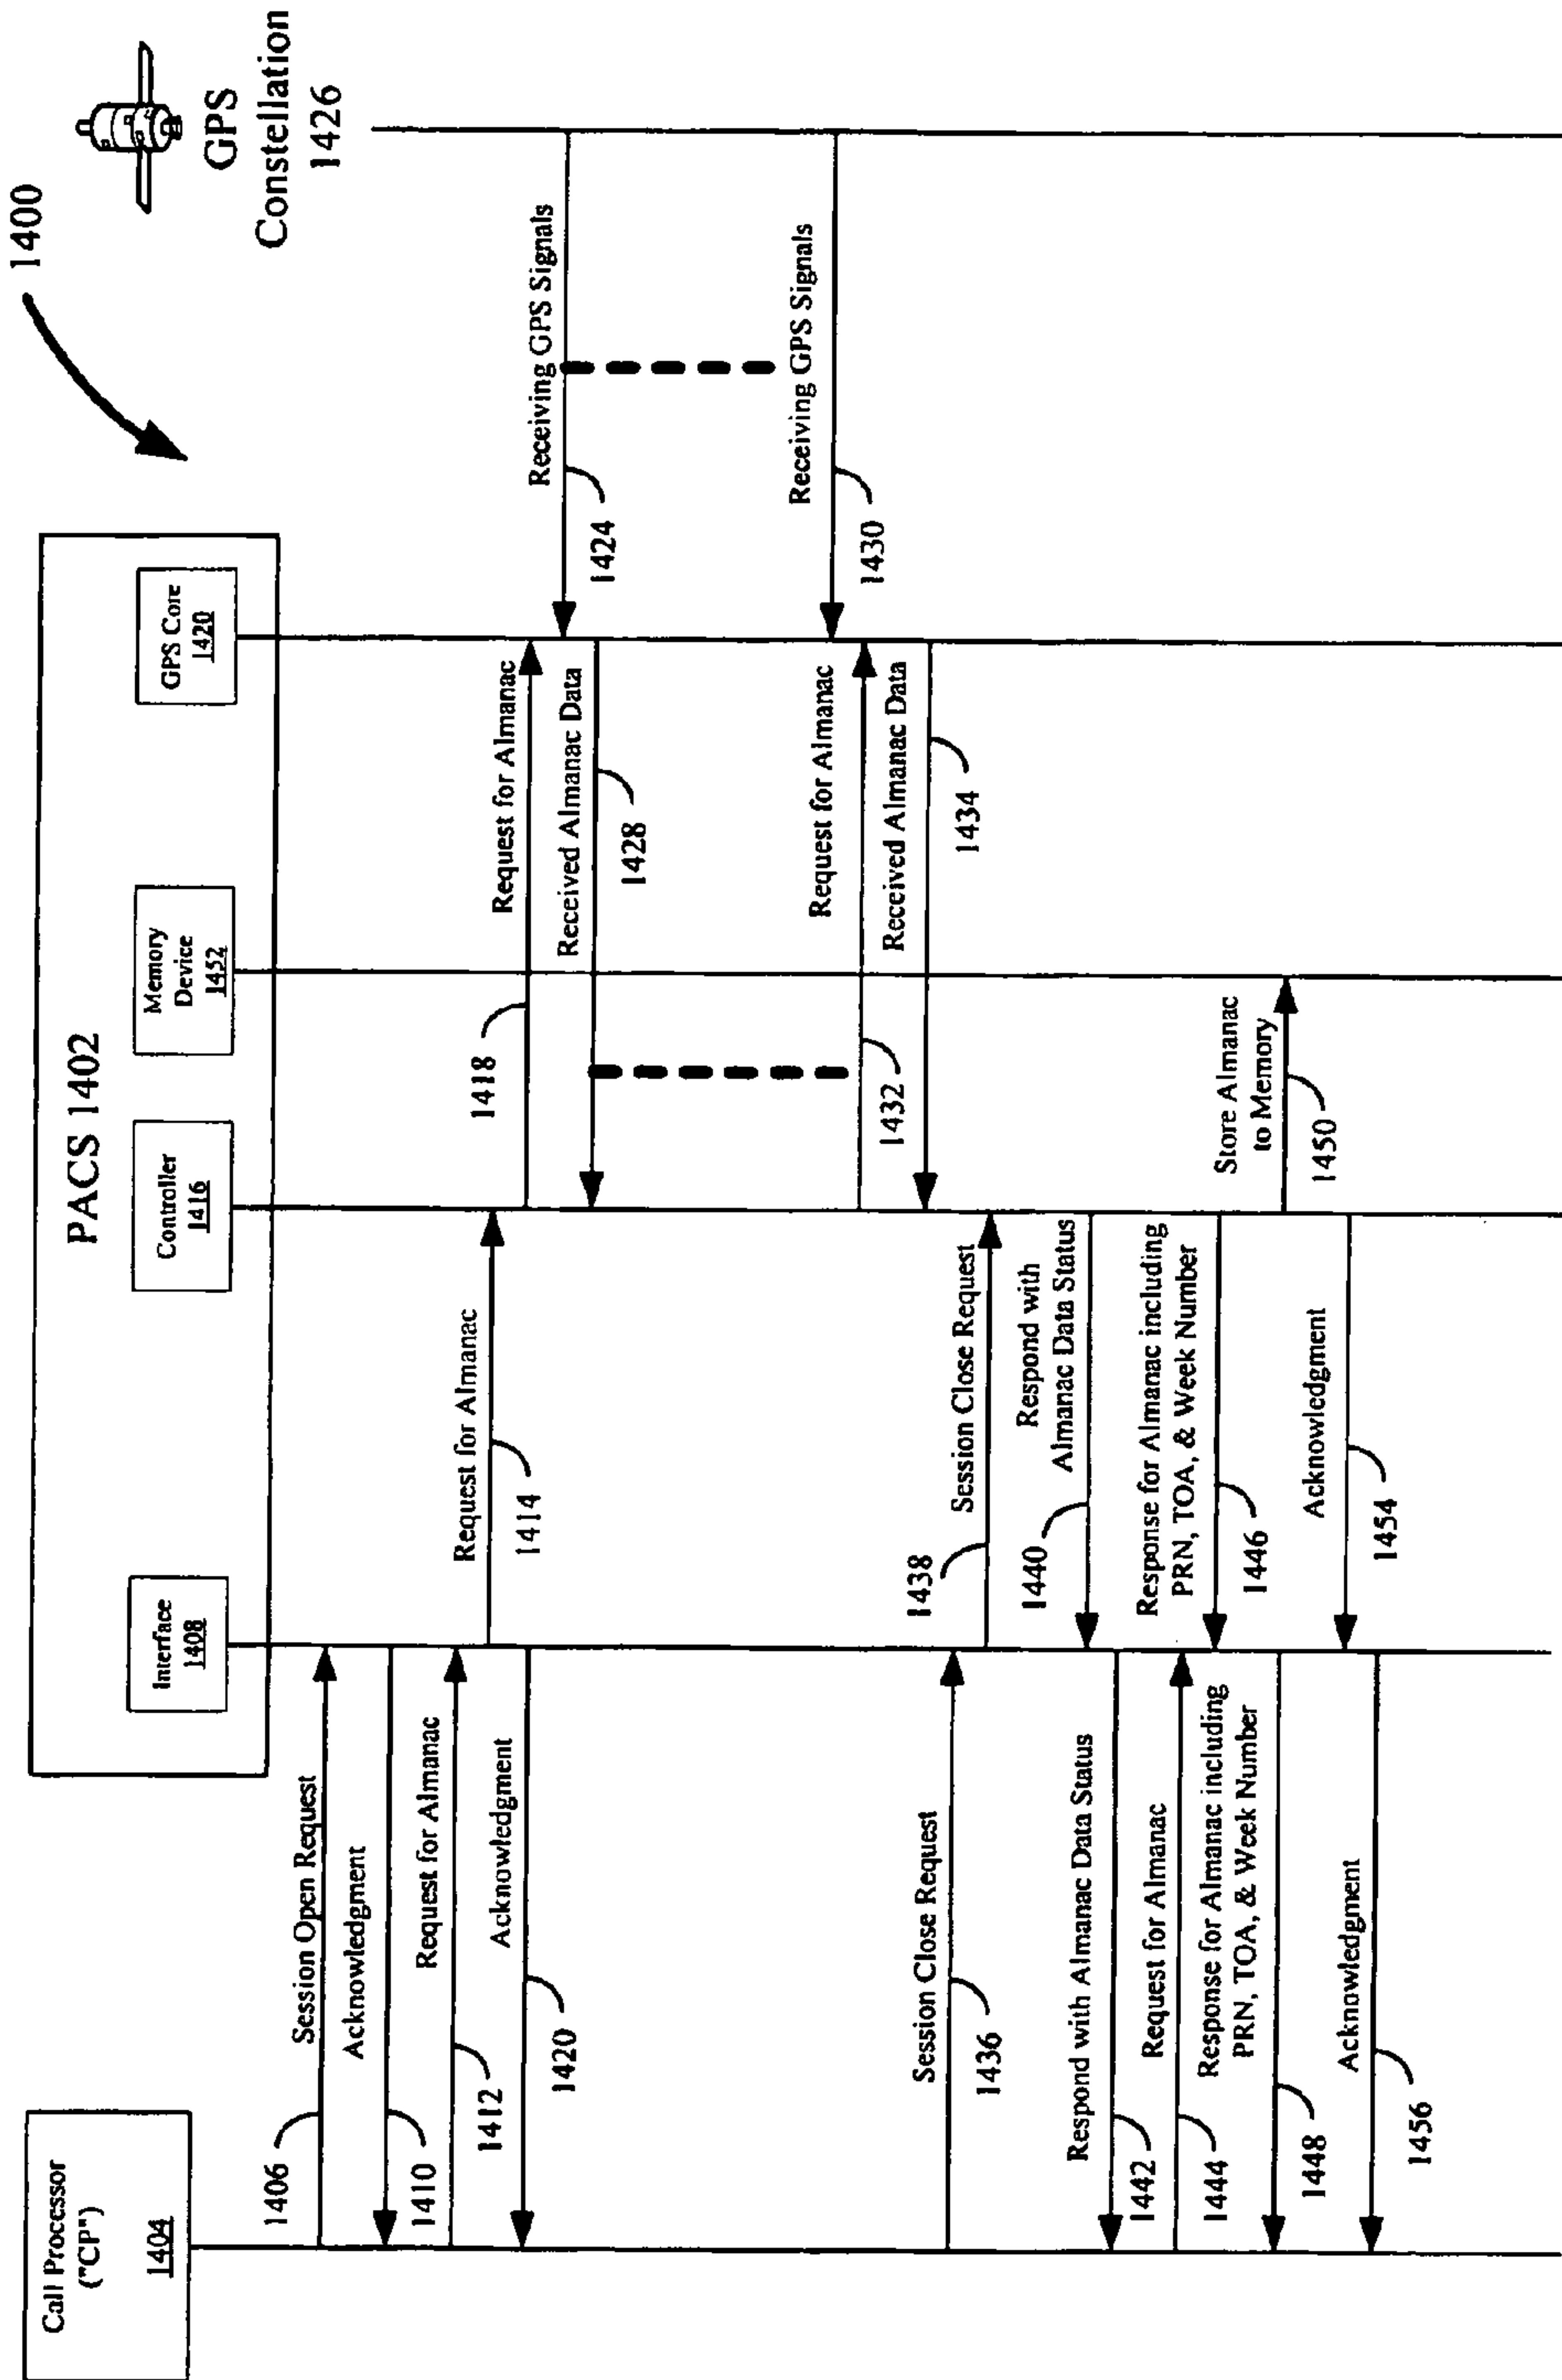 1400
GPS
Constellation
1426
PACS 1402
Call Processor
("CP")
1404
Interface
1408
Controller
1416
Memory
Device
1452
GPS Core
1420
Session Open Request
1406
Acknowledgment
1410
Request for Almanac
1412
Request for Almanac
1414
Request for Almanac
1418
Acknowledgment
1420
Receiving GPS Signals
1424
Received Almanac Data
1428
Receiving GPS Signals
1430
Request for Almanac
1432
Received Almanac Data
1434
Session Close Request
1436
Session Close Request
1438
Respond with
Almanac Data Status
1440
Respond with Almanac Data Status
1442
Request for Almanac
1444
Response for Almanac including
PRN, TOA, & Week Number
1446
Response for Almanac including
PRN, TOA, & Week Number
1448
Store Almanac
to Memory
1450
Acknowledgment
1454
Acknowledgment
1456